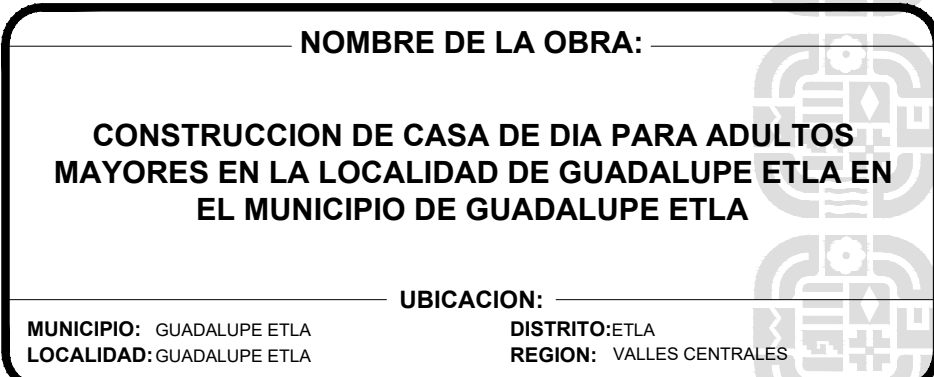 NOMBRE DE LA OBRA:
CONSTRUCCION DE CASA DE DIA PARA ADULTOS
MAYORES EN LA LOCALIDAD DE GUADALUPE ETLA EN
EL MUNICIPIO DE GUADALUPE ETLA
UBICACION:
MUNICIPIO: GUADALUPE ETLA DISTRITO:ETLA
LOCALIDAD: GUADALUPE ETLA REGION: VALLES CENTRALES